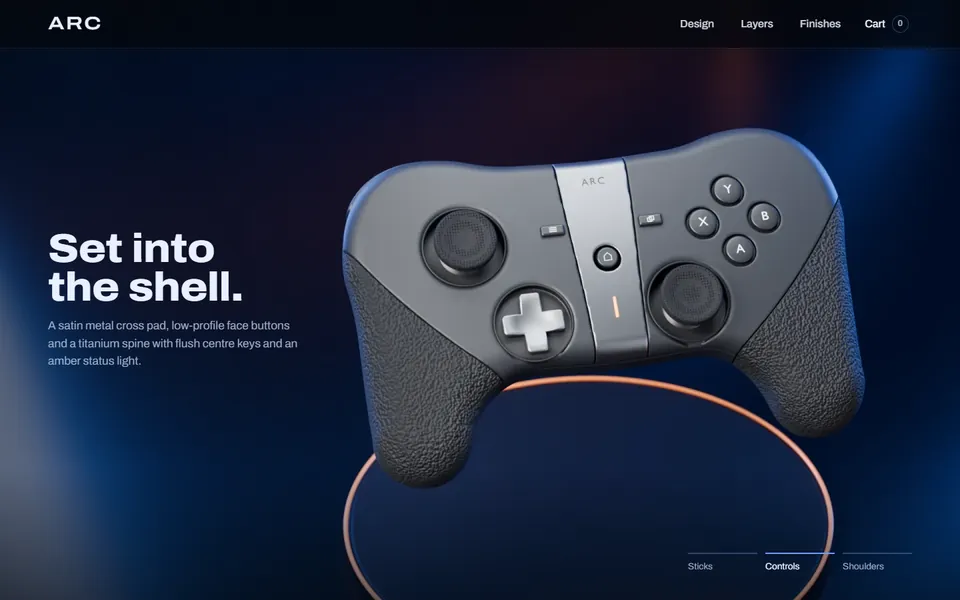 ARC
Design
Layers
Finishes
Cart 0
ARC
Y
X
B
A
Set into
the shell.
A satin metal cross pad, low-profile face buttons
and a titanium spine with flush centre keys and an
amber status light.
Sticks
Controls
Shoulders